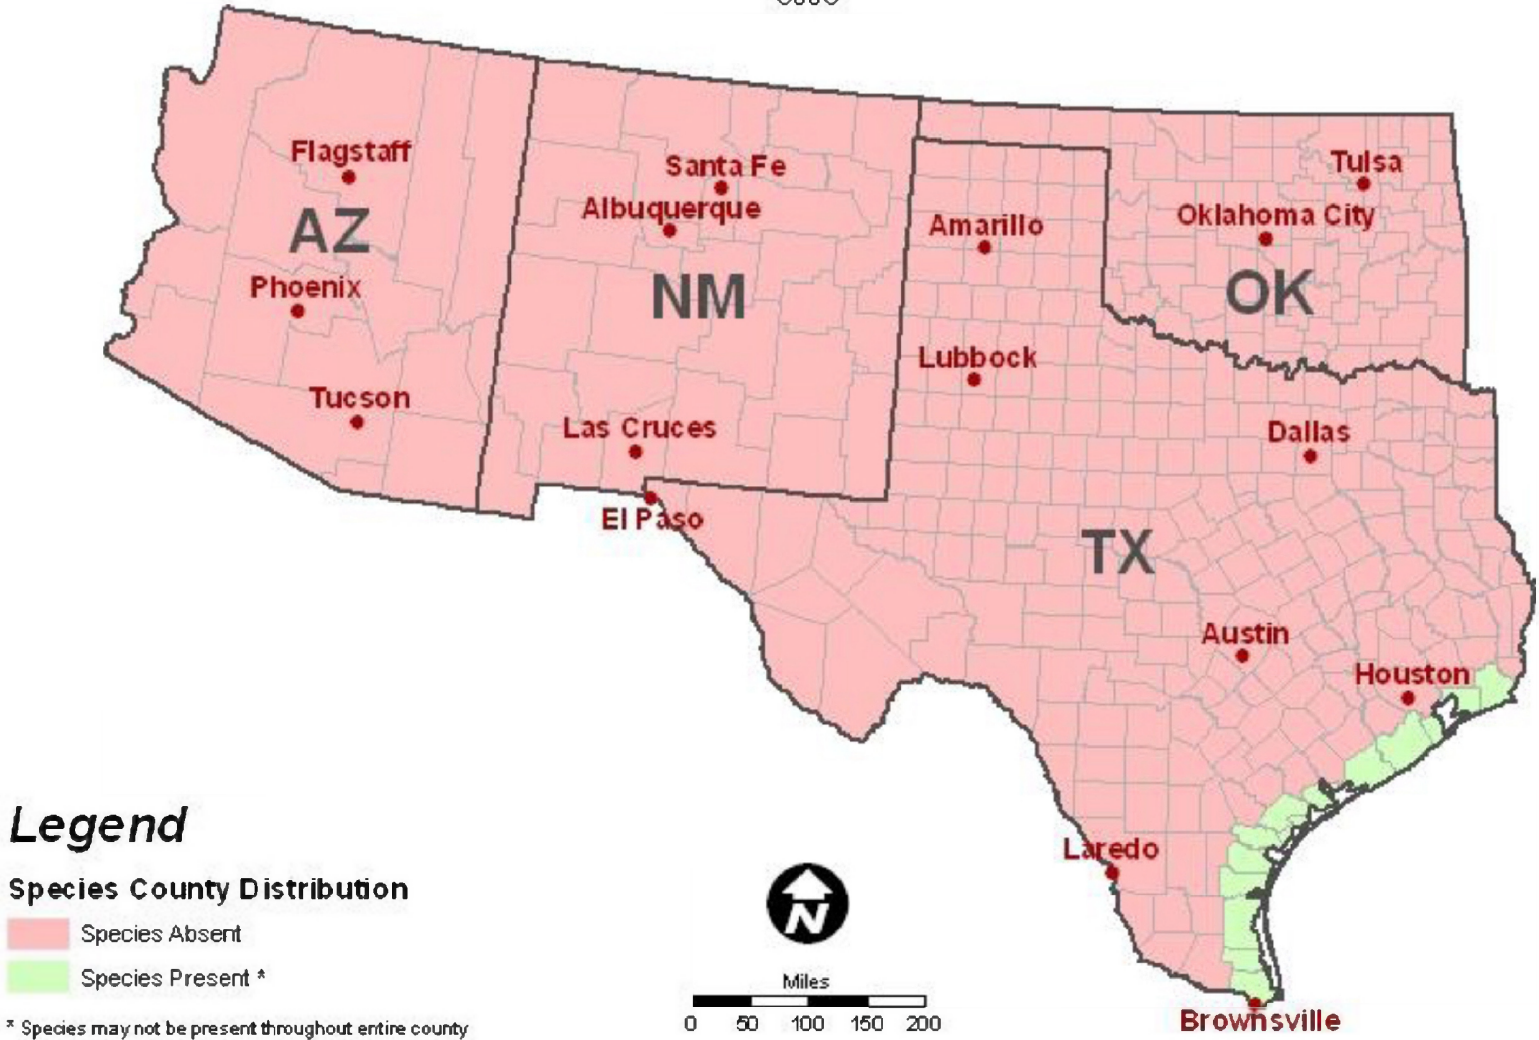 Flagstaff
Santa Fe
Tulsa
Albuquerque
Oklahoma City
AZ
Amarillo
Phoenix
NM
OK
Lubbock
Tucson
Las Cruces
Dallas
El Paso
TX
Austin
Houston
Legend
Laredo
Species County Distribution
Species Absent
N
Species Present *
Miles
0 50 100 150 200
Brownsville
* Species may not be present throughout entire county